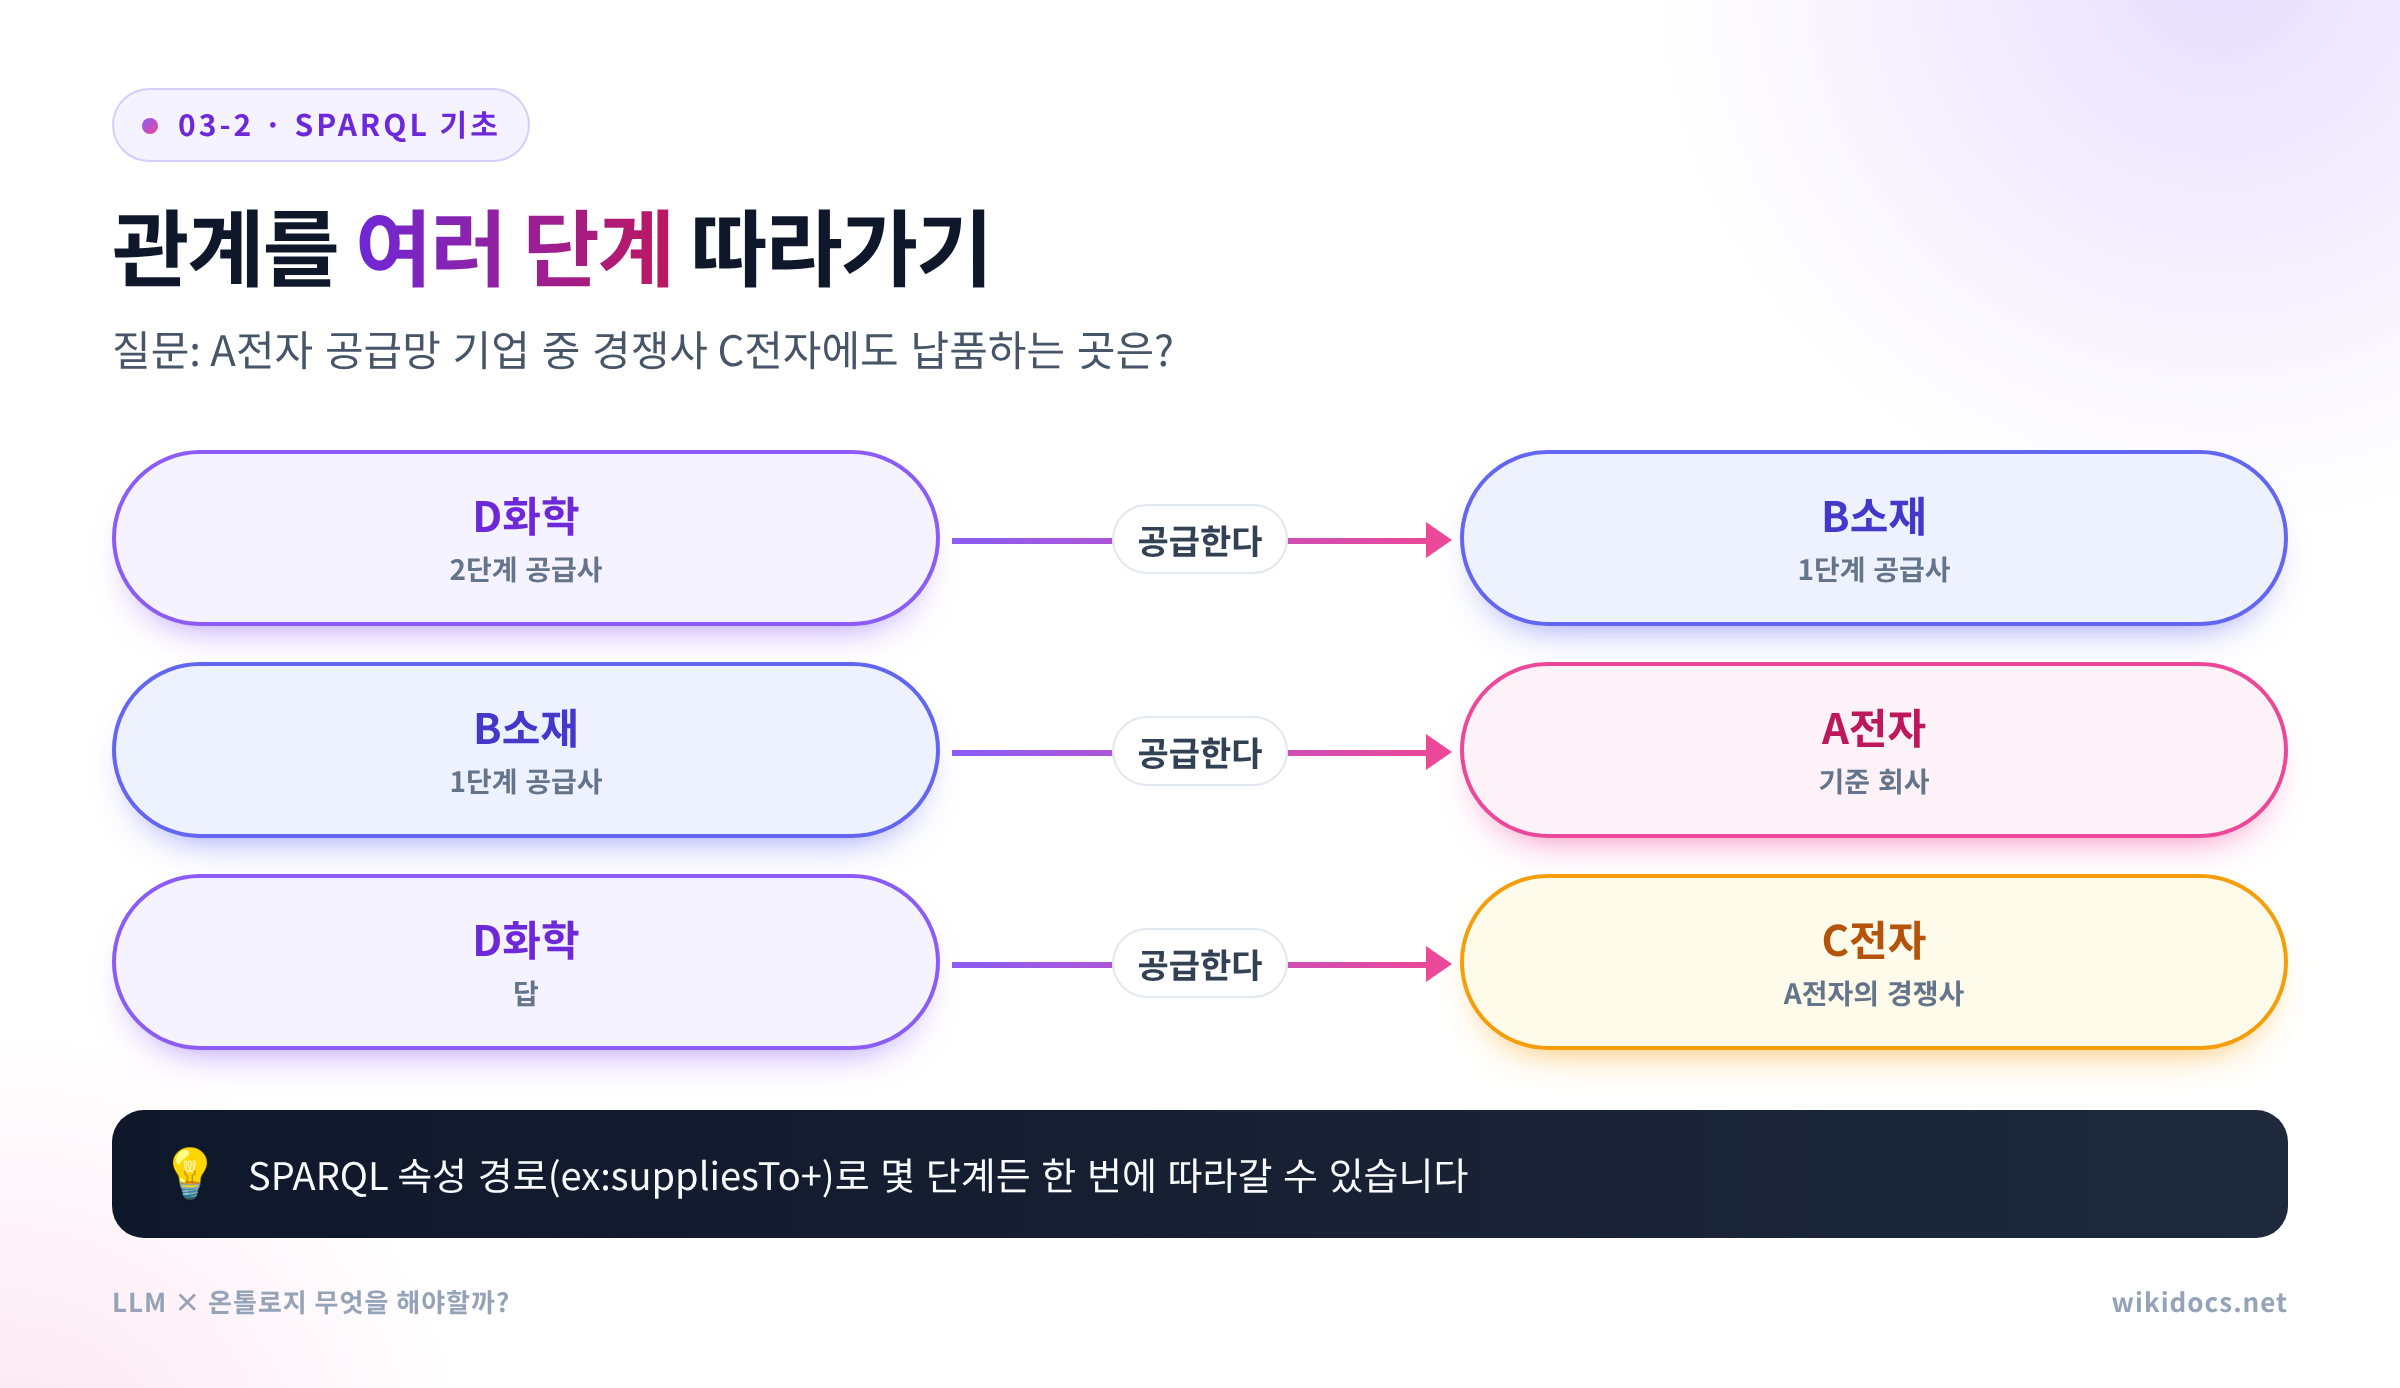 03-2 · SPARQL 기초
관계를 여러 단계 따라가기
질문: A전자 공급망 기업 중 경쟁사 C전자에도 납품하는 곳은?
D화학
2단계 공급사
공급한다
B소재
1단계 공급사
B소재
1단계 공급사
공급한다
A전자
기준 회사
D화학
답
공급한다
C전자
A전자의 경쟁사
💡 SPARQL 속성 경로(ex:suppliesTo+)로 몇 단계든 한 번에 따라갈 수 있습니다
LLM × 온톨로지 무엇을 해야할까?
wikidocs.net